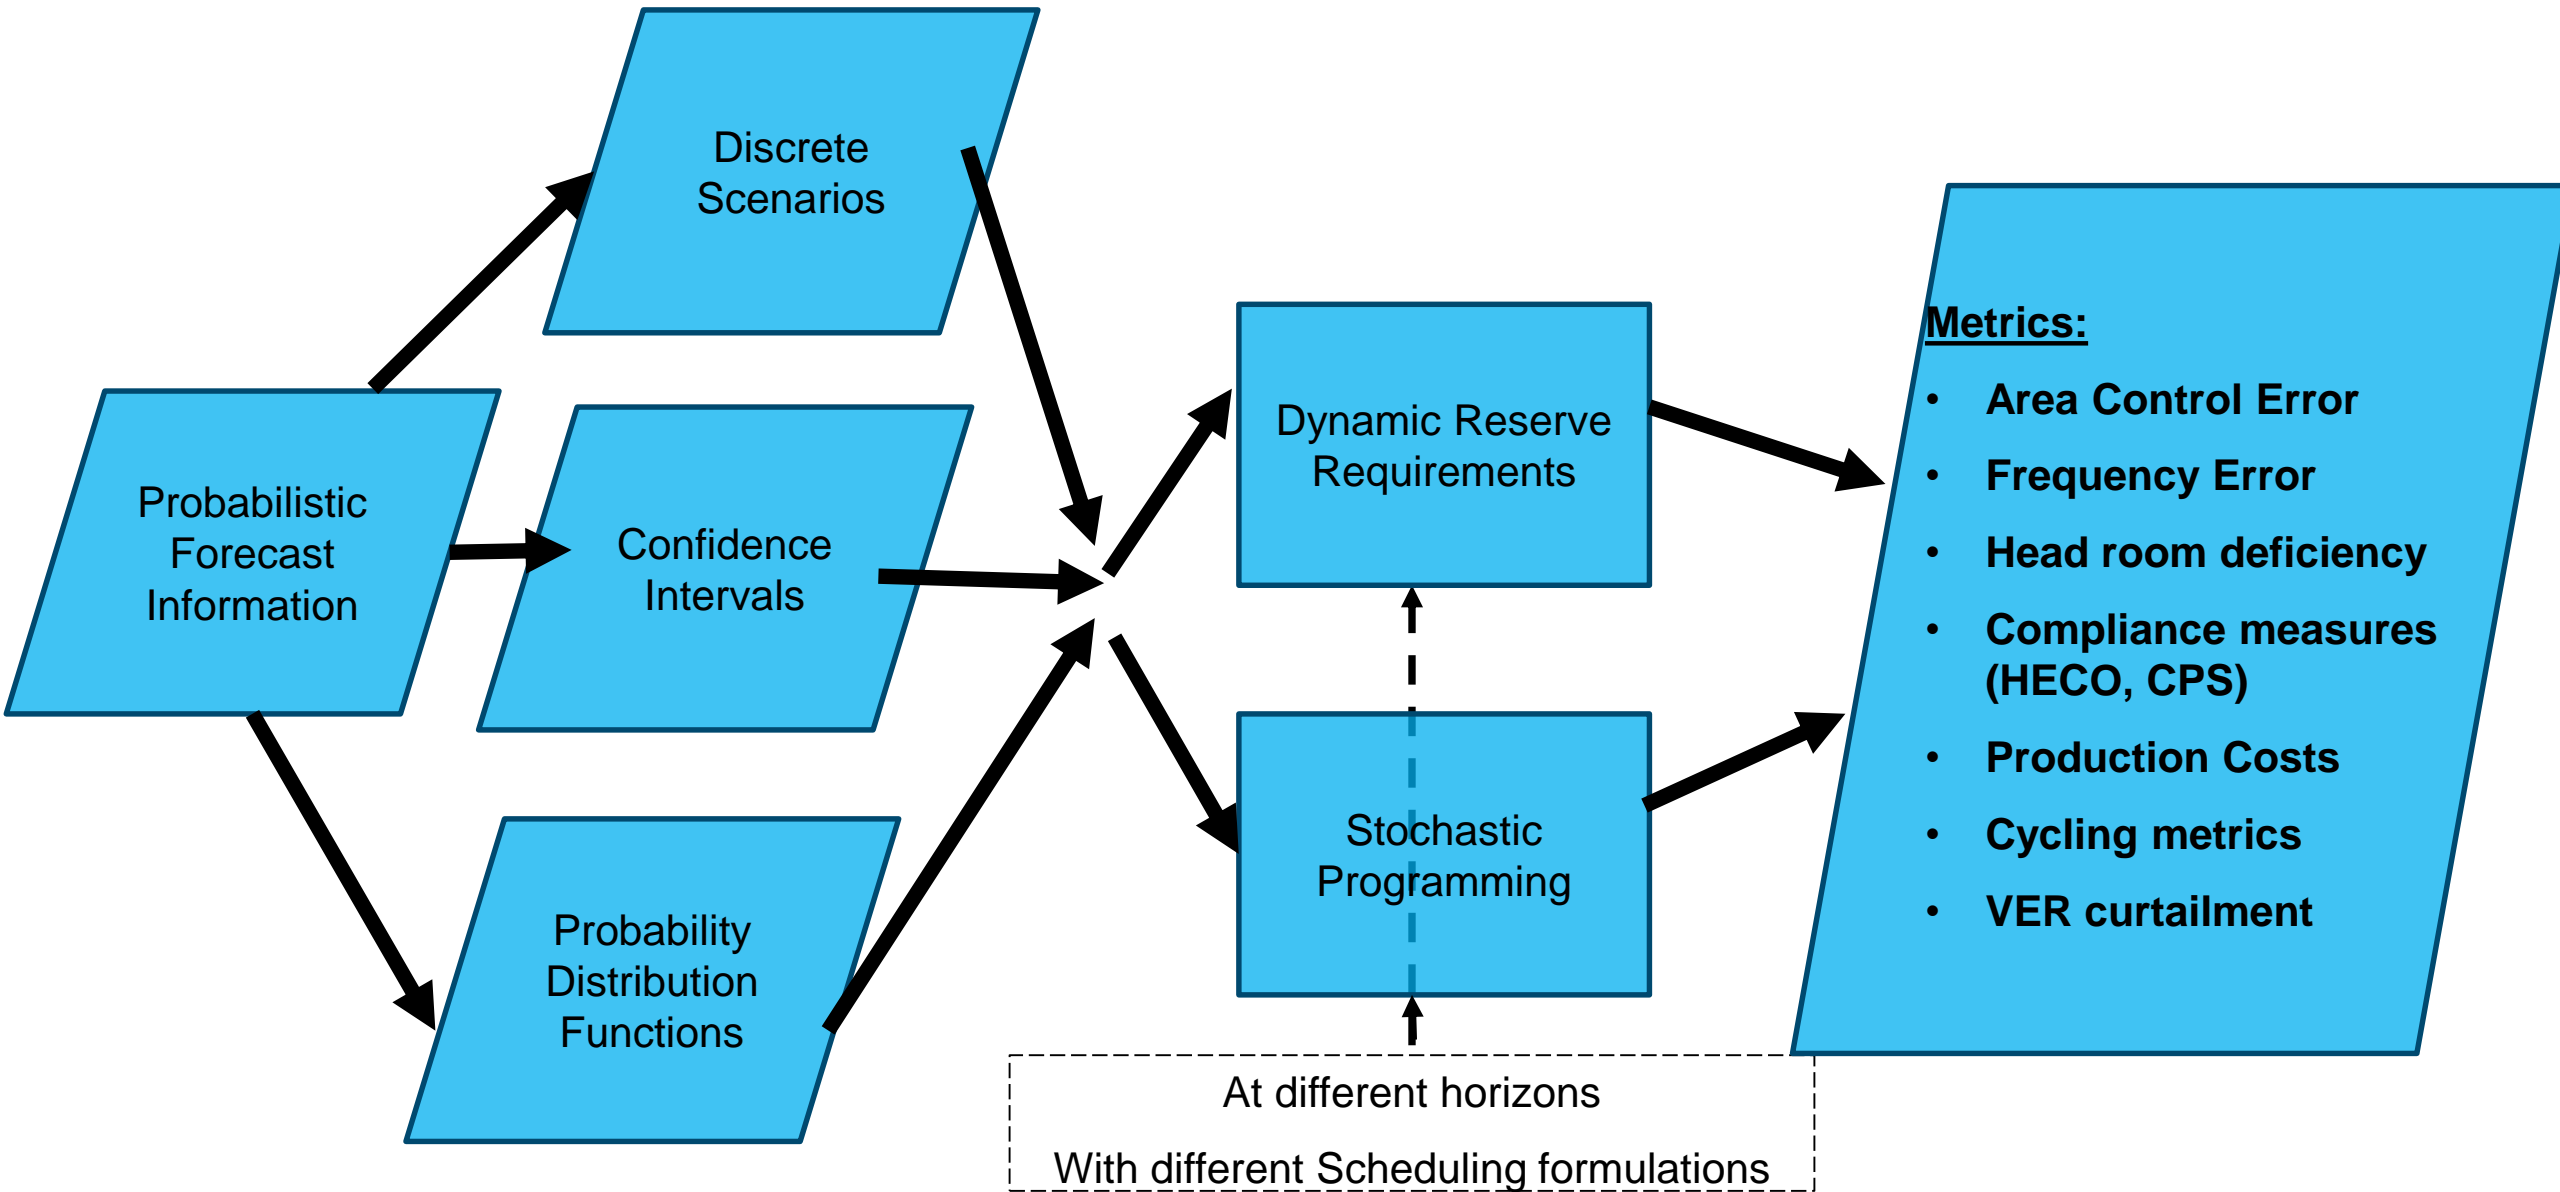 Discrete
Scenarios
Probabilistic
Forecast
Information
Confidence
Intervals
Probability
Distribution
Functions
Dynamic Reserve
Requirements
Stochastic
Programming
At different horizons
With different Scheduling formulations
Metrics:
• Area Control Error
• Frequency Error
• Head room deficiency
• Compliance measures
(HECO, CPS)
• Production Costs
• Cycling metrics
• VER curtailment